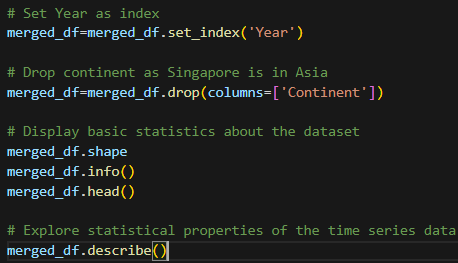 # Set Year as index
merged_df=merged_df.set_index('Year')
# Drop continent as Singapore is in Asia
merged_df=merged_df.drop(columns=['Continent'])
# Display basic statistics about the dataset
merged_df.shape
merged_df.info()
merged_df.head()
# Explore statistical properties of the time series data
merged_df.describe()